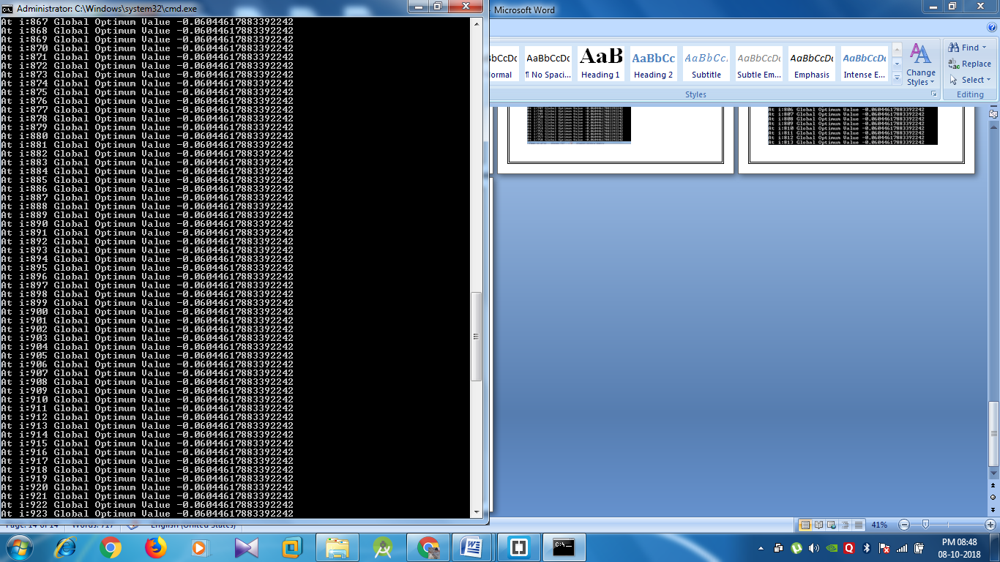 Administrator: C:\Windows\system32\cmd.exe
At i:867 Global Optimum Value -0.06044617883392242
At i:868 Global Optimum Value -0.06044617883392242
At i:869 Global Optimum Value -0.06044617883392242
At i:870 Global Optimum Value -0.06044617883392242
At i:871 Global Optimum Value -0.06044617883392242
At i:872 Global Optimum Value -0.06044617883392242
At i:873 Global Optimum Value -0.06044617883392242
At i:874 Global Optimum Value -0.06044617883392242
At i:875 Global Optimum Value -0.06044617883392242
At i:876 Global Optimum Value -0.06044617883392242
At i:877 Global Optimum Value -0.06044617883392242
At i:878 Global Optimum Value -0.06044617883392242
At i:879 Global Optimum Value -0.06044617883392242
At i:880 Global Optimum Value -0.06044617883392242
At i:881 Global Optimum Value -0.06044617883392242
At i:882 Global Optimum Value -0.06044617883392242
At i:883 Global Optimum Value -0.06044617883392242
At i:884 Global Optimum Value -0.06044617883392242
At i:885 Global Optimum Value -0.06044617883392242
At i:886 Global Optimum Value -0.06044617883392242
At i:887 Global Optimum Value -0.06044617883392242
At i:888 Global Optimum Value -0.06044617883392242
At i:889 Global Optimum Value -0.06044617883392242
At i:890 Global Optimum Value -0.06044617883392242
At i:891 Global Optimum Value -0.06044617883392242
At i:892 Global Optimum Value -0.06044617883392242
At i:893 Global Optimum Value -0.06044617883392242
At i:894 Global Optimum Value -0.06044617883392242
At i:895 Global Optimum Value -0.06044617883392242
At i:896 Global Optimum Value -0.06044617883392242
At i:897 Global Optimum Value -0.06044617883392242
At i:898 Global Optimum Value -0.06044617883392242
At i:899 Global Optimum Value -0.06044617883392242
At i:900 Global Optimum Value -0.06044617883392242
At i:901 Global Optimum Value -0.06044617883392242
At i:902 Global Optimum Value -0.06044617883392242
At i:903 Global Optimum Value -0.06044617883392242
At i:904 Global Optimum Value -0.06044617883392242
At i:905 Global Optimum Value -0.06044617883392242
At i:906 Global Optimum Value -0.06044617883392242
At i:907 Global Optimum Value -0.06044617883392242
At i:908 Global Optimum Value -0.06044617883392242
At i:909 Global Optimum Value -0.06044617883392242
At i:910 Global Optimum Value -0.06044617883392242
At i:911 Global Optimum Value -0.06044617883392242
At i:912 Global Optimum Value -0.06044617883392242
At i:913 Global Optimum Value -0.06044617883392242
At i:914 Global Optimum Value -0.06044617883392242
At i:915 Global Optimum Value -0.06044617883392242
At i:916 Global Optimum Value -0.06044617883392242
At i:917 Global Optimum Value -0.06044617883392242
At i:918 Global Optimum Value -0.06044617883392242
At i:919 Global Optimum Value -0.06044617883392242
At i:920 Global Optimum Value -0.06044617883392242
At i:921 Global Optimum Value -0.06044617883392242
At i:922 Global Optimum Value -0.06044617883392242
At i:923 Global Optimum Value -0.06044617883392242
Microsoft Word
AaBbCcDc AaB AaBbCc AaBbCc. AaBbCcDc AaBbCcDc AaBbCcDc
¶ No Spaci... Heading 1 Heading 2 Subtitle Subtle Em... Emphasis Intense E...
Change Styles
Find
Replace
Select
Styles
Editing
At i:806 Global Optimum Value -0.06044617883392242
At i:807 Global Optimum Value -0.06044617883392242
At i:808 Global Optimum Value -0.06044617883392242
At i:809 Global Optimum Value -0.06044617883392242
At i:810 Global Optimum Value -0.06044617883392242
At i:811 Global Optimum Value -0.06044617883392242
At i:812 Global Optimum Value -0.06044617883392242
At i:813 Global Optimum Value -0.06044617883392242
Page: 14 of 14 Words: 717 English (United States)
41%
PM 08:48
08-10-2018